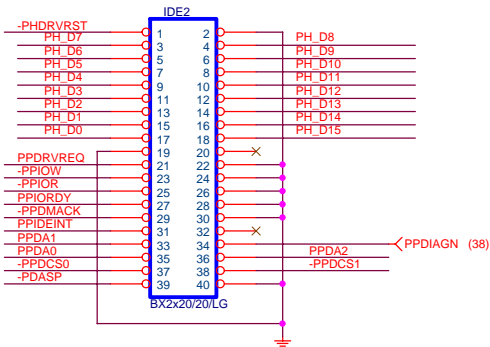 IDE2
-PHDRVRST 1 2
PH_D7 3 4 PH_D8
PH_D6 5 6 PH_D9
PH_D5 7 8 PH_D10
PH_D4 9 10 PH_D11
PH_D3 11 12 PH_D12
PH_D2 13 14 PH_D13
PH_D1 15 16 PH_D14
PH_D0 17 18 PH_D15
19 20
PPDRVREQ 21 22
-PPIOW 23 24
-PPIOR 25 26
PPIORDY 27 28
-PPDMACK 29 30
PPIDEINT 31 32
PPDA1 33 34 PPDIAGN (38)
PPDA0 35 36 PPDA2
-PPDCS0 37 38 -PPDCS1
-PDASP 39 40
BX2x20/20/LG